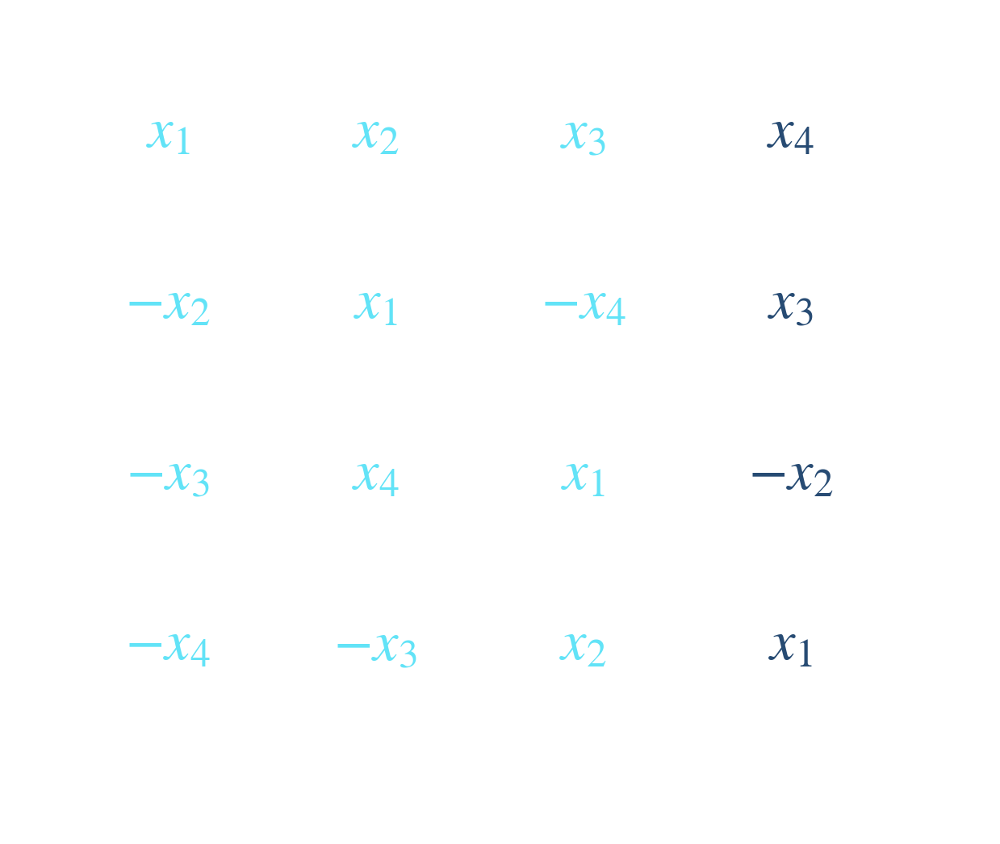 x₁ x₂ x₃ x₄
−x₂ x₁ −x₄ x₃
−x₃ x₄ x₁ −x₂
−x₄ −x₃ x₂ x₁